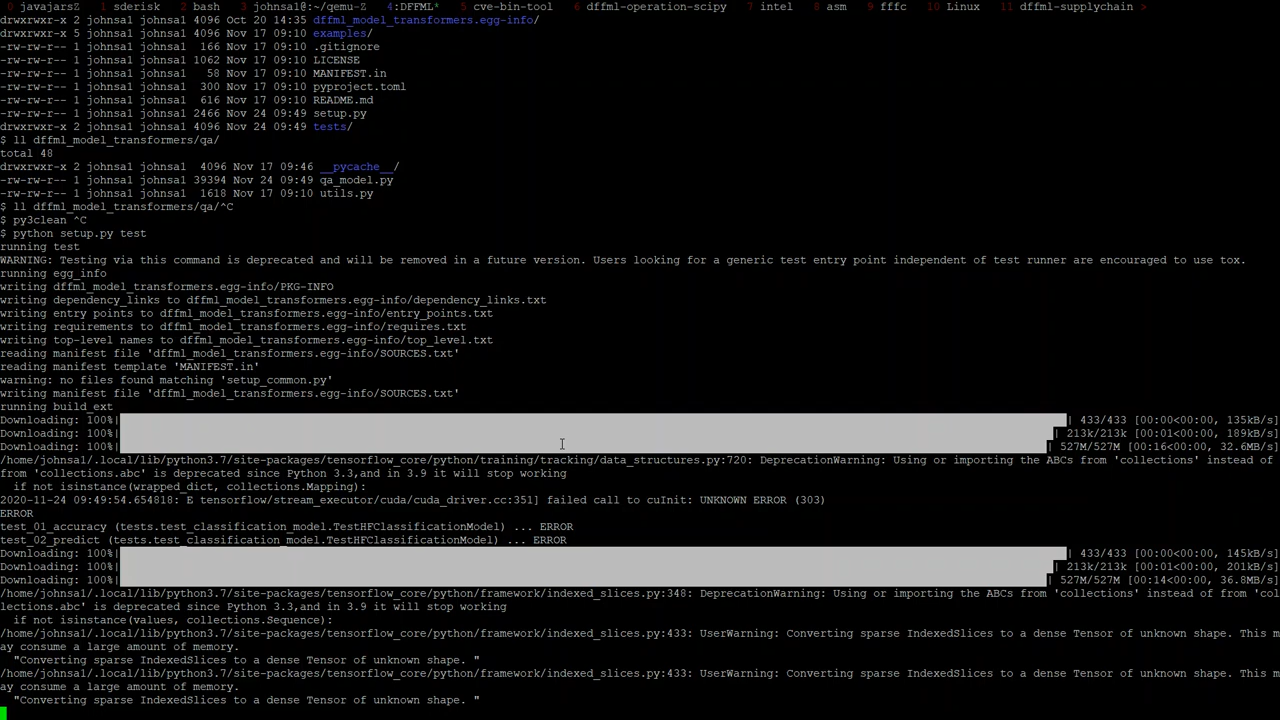 0 javajarsZ  1 sderisk  2 bash  3 johnsa1@:~/qemu-Z  4:DFFML*  5 cve-bin-tool  6 dffml-operation-scipy  7 intel  8 asm  9 fffc  10 Linux  11 dffml-supplychain >
drwxrwxr-x 2 johnsa1 johnsa1  4096 Oct 20 14:35 dffml_model_transformers.egg-info/
drwxrwxr-x 5 johnsa1 johnsa1  4096 Nov 17 09:10 examples/
-rw-rw-r-- 1 johnsa1 johnsa1   166 Nov 17 09:10 .gitignore
-rw-rw-r-- 1 johnsa1 johnsa1  1062 Nov 17 09:10 LICENSE
-rw-rw-r-- 1 johnsa1 johnsa1    58 Nov 17 09:10 MANIFEST.in
-rw-rw-r-- 1 johnsa1 johnsa1   300 Nov 17 09:10 pyproject.toml
-rw-rw-r-- 1 johnsa1 johnsa1   616 Nov 17 09:10 README.md
-rw-rw-r-- 1 johnsa1 johnsa1  2466 Nov 24 09:49 setup.py
drwxrwxr-x 2 johnsa1 johnsa1  4096 Nov 24 09:49 tests/
$ ll dffml_model_transformers/qa/
total 48
drwxrwxr-x 2 johnsa1 johnsa1  4096 Nov 17 09:46 __pycache__/
-rw-rw-r-- 1 johnsa1 johnsa1 39394 Nov 24 09:49 qa_model.py
-rw-rw-r-- 1 johnsa1 johnsa1  1618 Nov 17 09:10 utils.py
$ ll dffml_model_transformers/qa/^C
$ py3clean ^C
$ python setup.py test
running test
WARNING: Testing via this command is deprecated and will be removed in a future version. Users looking for a generic test entry point independent of test runner are encouraged to use tox.
running egg_info
writing dffml_model_transformers.egg-info/PKG-INFO
writing dependency_links to dffml_model_transformers.egg-info/dependency_links.txt
writing entry points to dffml_model_transformers.egg-info/entry_points.txt
writing requirements to dffml_model_transformers.egg-info/requires.txt
writing top-level names to dffml_model_transformers.egg-info/top_level.txt
reading manifest file 'dffml_model_transformers.egg-info/SOURCES.txt'
reading manifest template 'MANIFEST.in'
warning: no files found matching 'setup_common.py'
writing manifest file 'dffml_model_transformers.egg-info/SOURCES.txt'
running build_ext
Downloading: 100%| | 433/433 [00:00<00:00, 135kB/s]
Downloading: 100%| | 213k/213k [00:01<00:00, 189kB/s]
Downloading: 100%| | 527M/527M [00:16<00:00, 32.6MB/s]
/home/johnsa1/.local/lib/python3.7/site-packages/tensorflow_core/python/training/tracking/data_structures.py:720: DeprecationWarning: Using or importing the ABCs from 'collections' instead of
from 'collections.abc' is deprecated since Python 3.3,and in 3.9 it will stop working
  if not isinstance(wrapped_dict, collections.Mapping):
2020-11-24 09:49:54.654818: E tensorflow/stream_executor/cuda/cuda_driver.cc:351] failed call to cuInit: UNKNOWN ERROR (303)
ERROR
test_01_accuracy (tests.test_classification_model.TestHFClassificationModel) ... ERROR
test_02_predict (tests.test_classification_model.TestHFClassificationModel) ... ERROR
Downloading: 100%| | 433/433 [00:00<00:00, 145kB/s]
Downloading: 100%| | 213k/213k [00:01<00:00, 201kB/s]
Downloading: 100%| | 527M/527M [00:14<00:00, 36.8MB/s]
/home/johnsa1/.local/lib/python3.7/site-packages/tensorflow_core/python/framework/indexed_slices.py:348: DeprecationWarning: Using or importing the ABCs from 'collections' instead of from 'col
lections.abc' is deprecated since Python 3.3,and in 3.9 it will stop working
  if not isinstance(values, collections.Sequence):
/home/johnsa1/.local/lib/python3.7/site-packages/tensorflow_core/python/framework/indexed_slices.py:433: UserWarning: Converting sparse IndexedSlices to a dense Tensor of unknown shape. This m
ay consume a large amount of memory.
  "Converting sparse IndexedSlices to a dense Tensor of unknown shape. "
/home/johnsa1/.local/lib/python3.7/site-packages/tensorflow_core/python/framework/indexed_slices.py:433: UserWarning: Converting sparse IndexedSlices to a dense Tensor of unknown shape. This m
ay consume a large amount of memory.
  "Converting sparse IndexedSlices to a dense Tensor of unknown shape. "